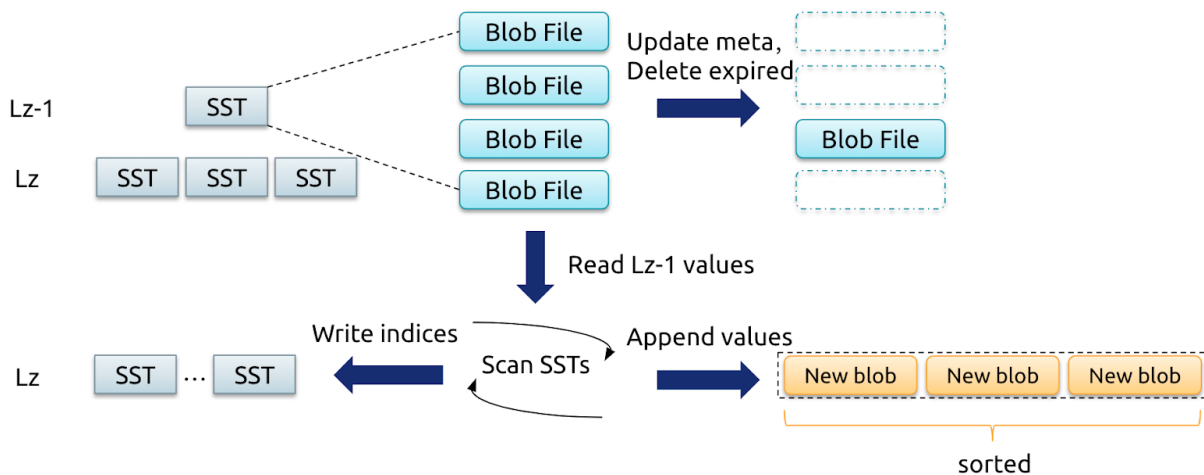 Blob File
Update meta,
Delete expired
Blob File
Lz-1
SST
Blob File
Blob File
Lz
SST
SST
SST
Blob File
Read Lz-1 values
Write indices
Append values
Lz
SST
...
SST
Scan SSTs
New blob
New blob
New blob
sorted